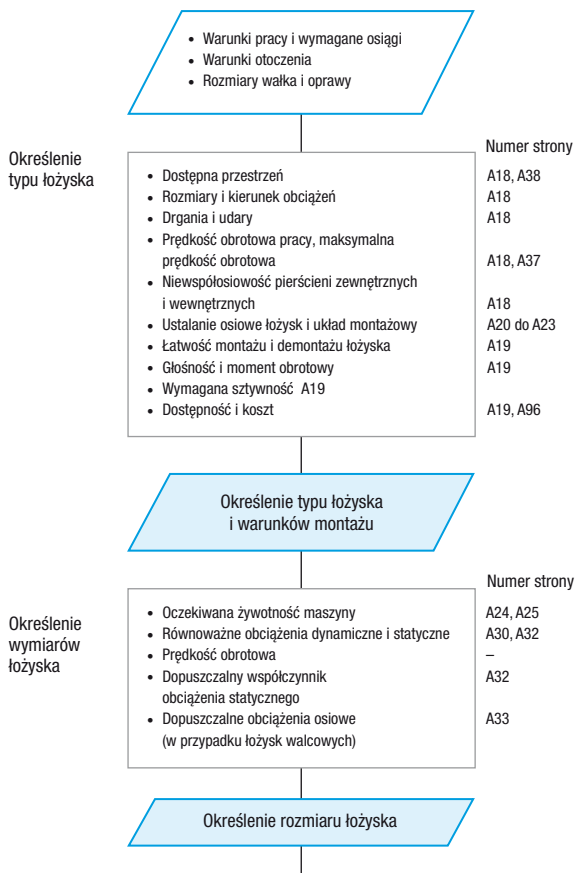 • Warunki pracy i wymagane osiągi
• Warunki otoczenia
• Rozmiary wałka i oprawy
Określenie
typu łożyska
Numer strony
• Dostępna przestrzeń A18, A38
• Rozmiary i kierunek obciążeń A18
• Drgania i udary A18
• Prędkość obrotowa pracy, maksymalna
prędkość obrotowa A18, A37
• Niewspółosiowość pierścieni zewnętrznych
i wewnętrznych A18
• Ustalanie osiowe łożysk i układ montażowy A20 do A23
• Łatwość montażu i demontażu łożyska A19
• Głośność i moment obrotowy A19
• Wymagana sztywność A19
• Dostępność i koszt A19, A96
Określenie typu łożyska
i warunków montażu
Numer strony
Określenie
wymiarów
łożyska
• Oczekiwana żywotność maszyny A24, A25
• Równoważne obciążenia dynamiczne i statyczne A30, A32
• Prędkość obrotowa –
• Dopuszczalny współczynnik A32
obciążenia statycznego
• Dopuszczalne obciążenia osiowe A33
(w przypadku łożysk walcowych)
Określenie rozmiaru łożyska